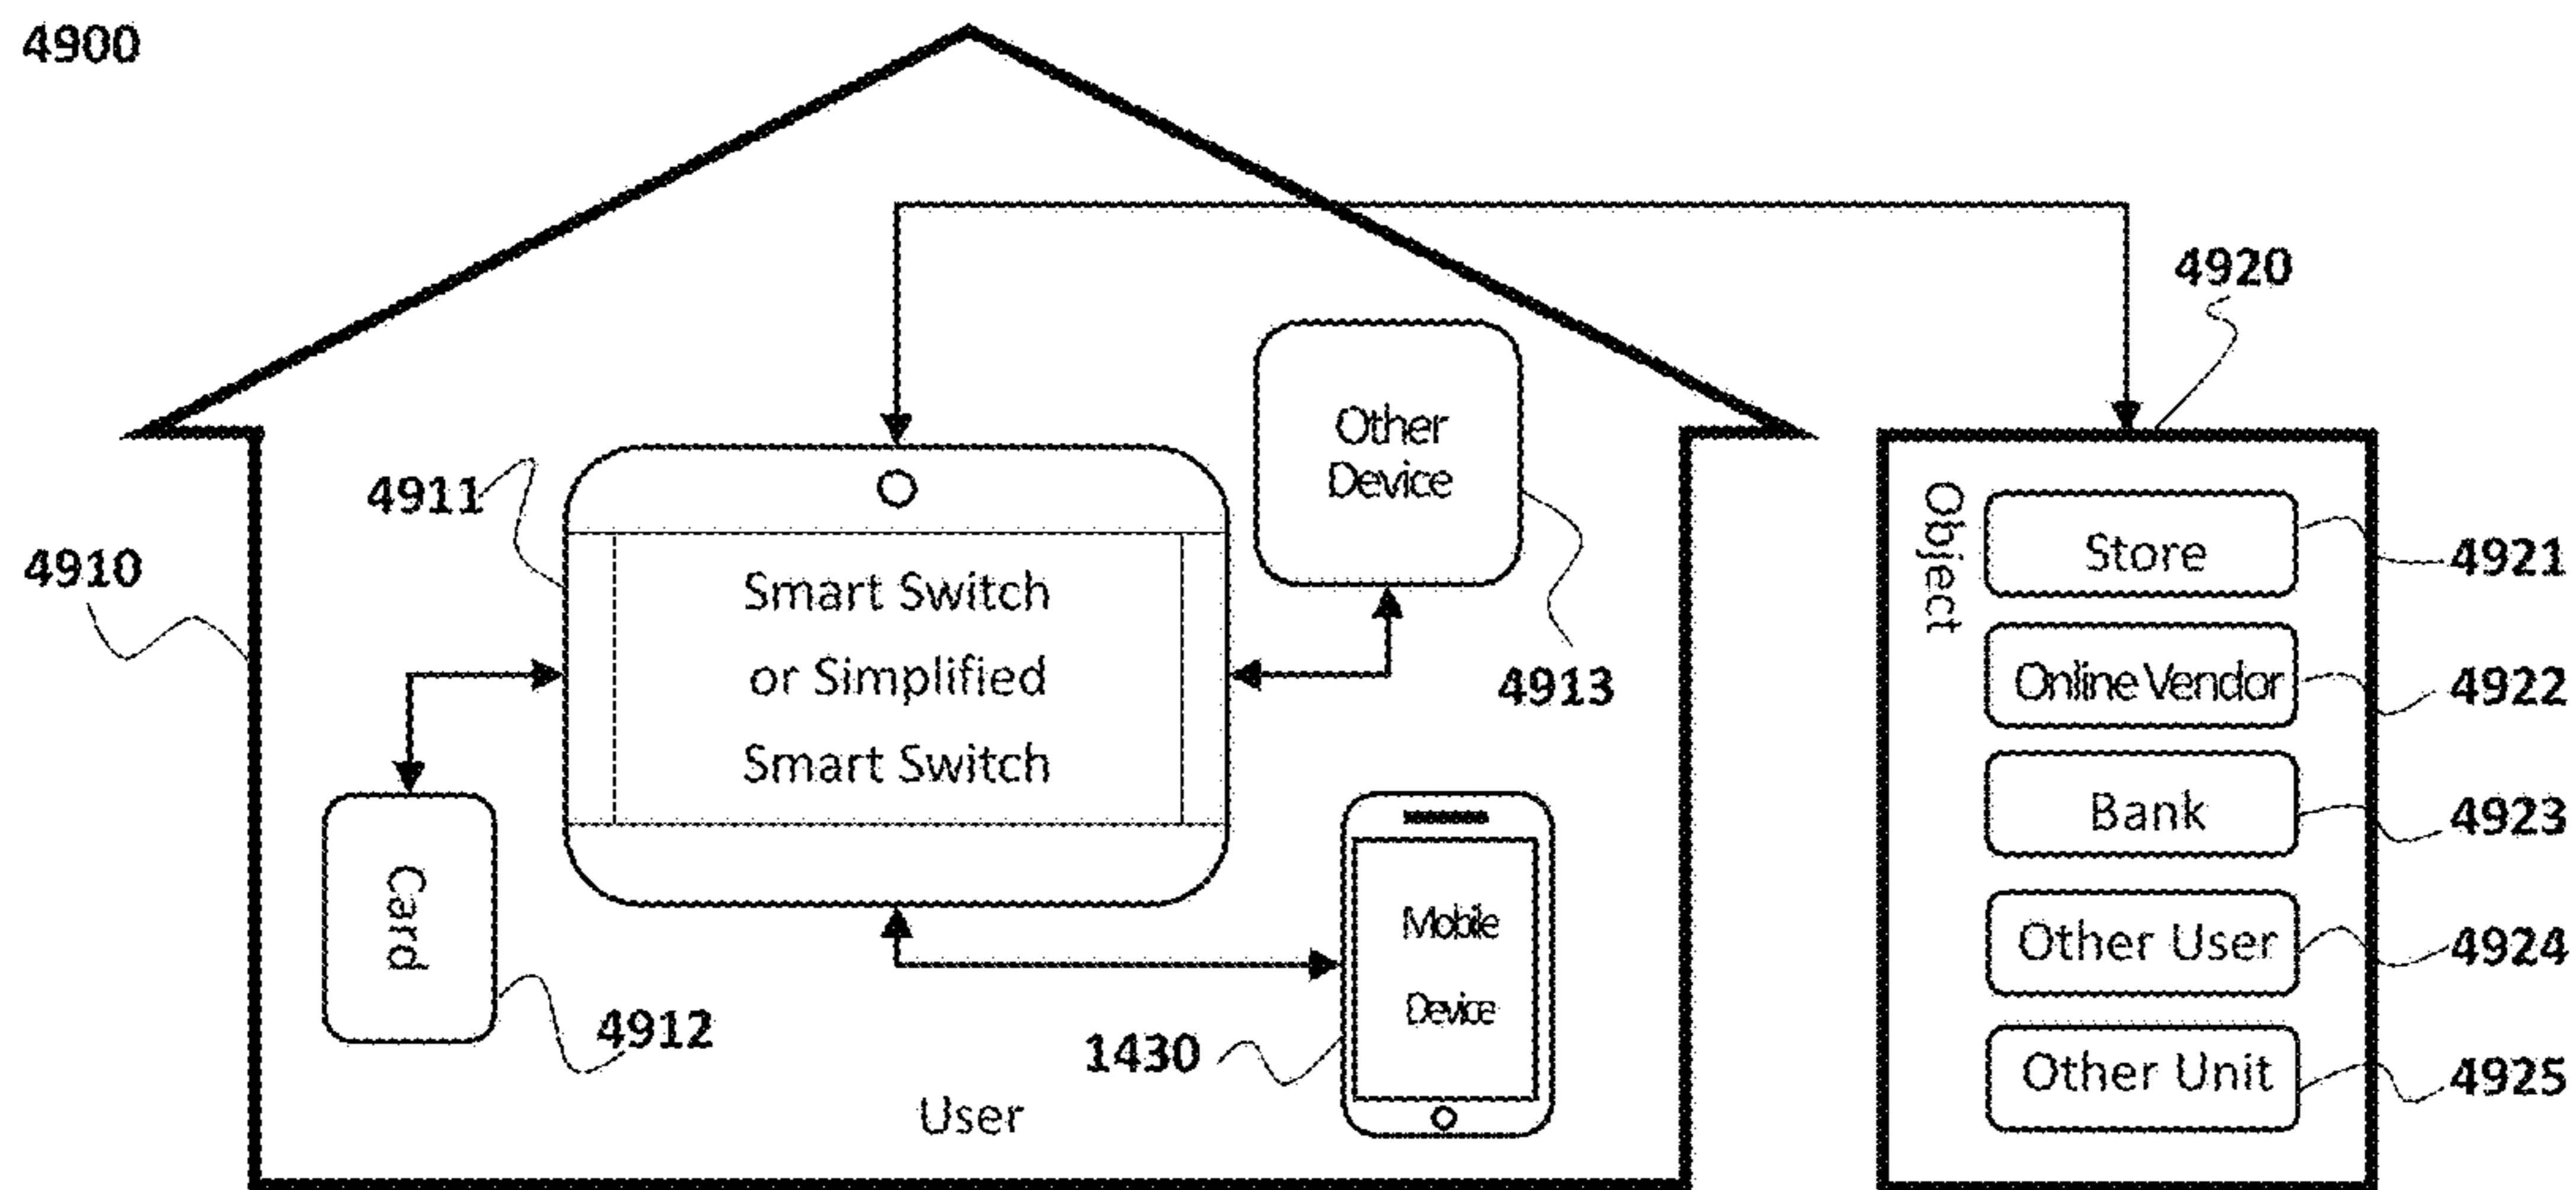 4900
4920
Other
Device
4911
Object
Store
4921
4910
Smart Switch
or Simplified
Smart Switch
4913
Online Vendor
4922
Bank
4923
Card
Mobile
Device
Other User
4924
4912
1430
Other Unit
4925
User